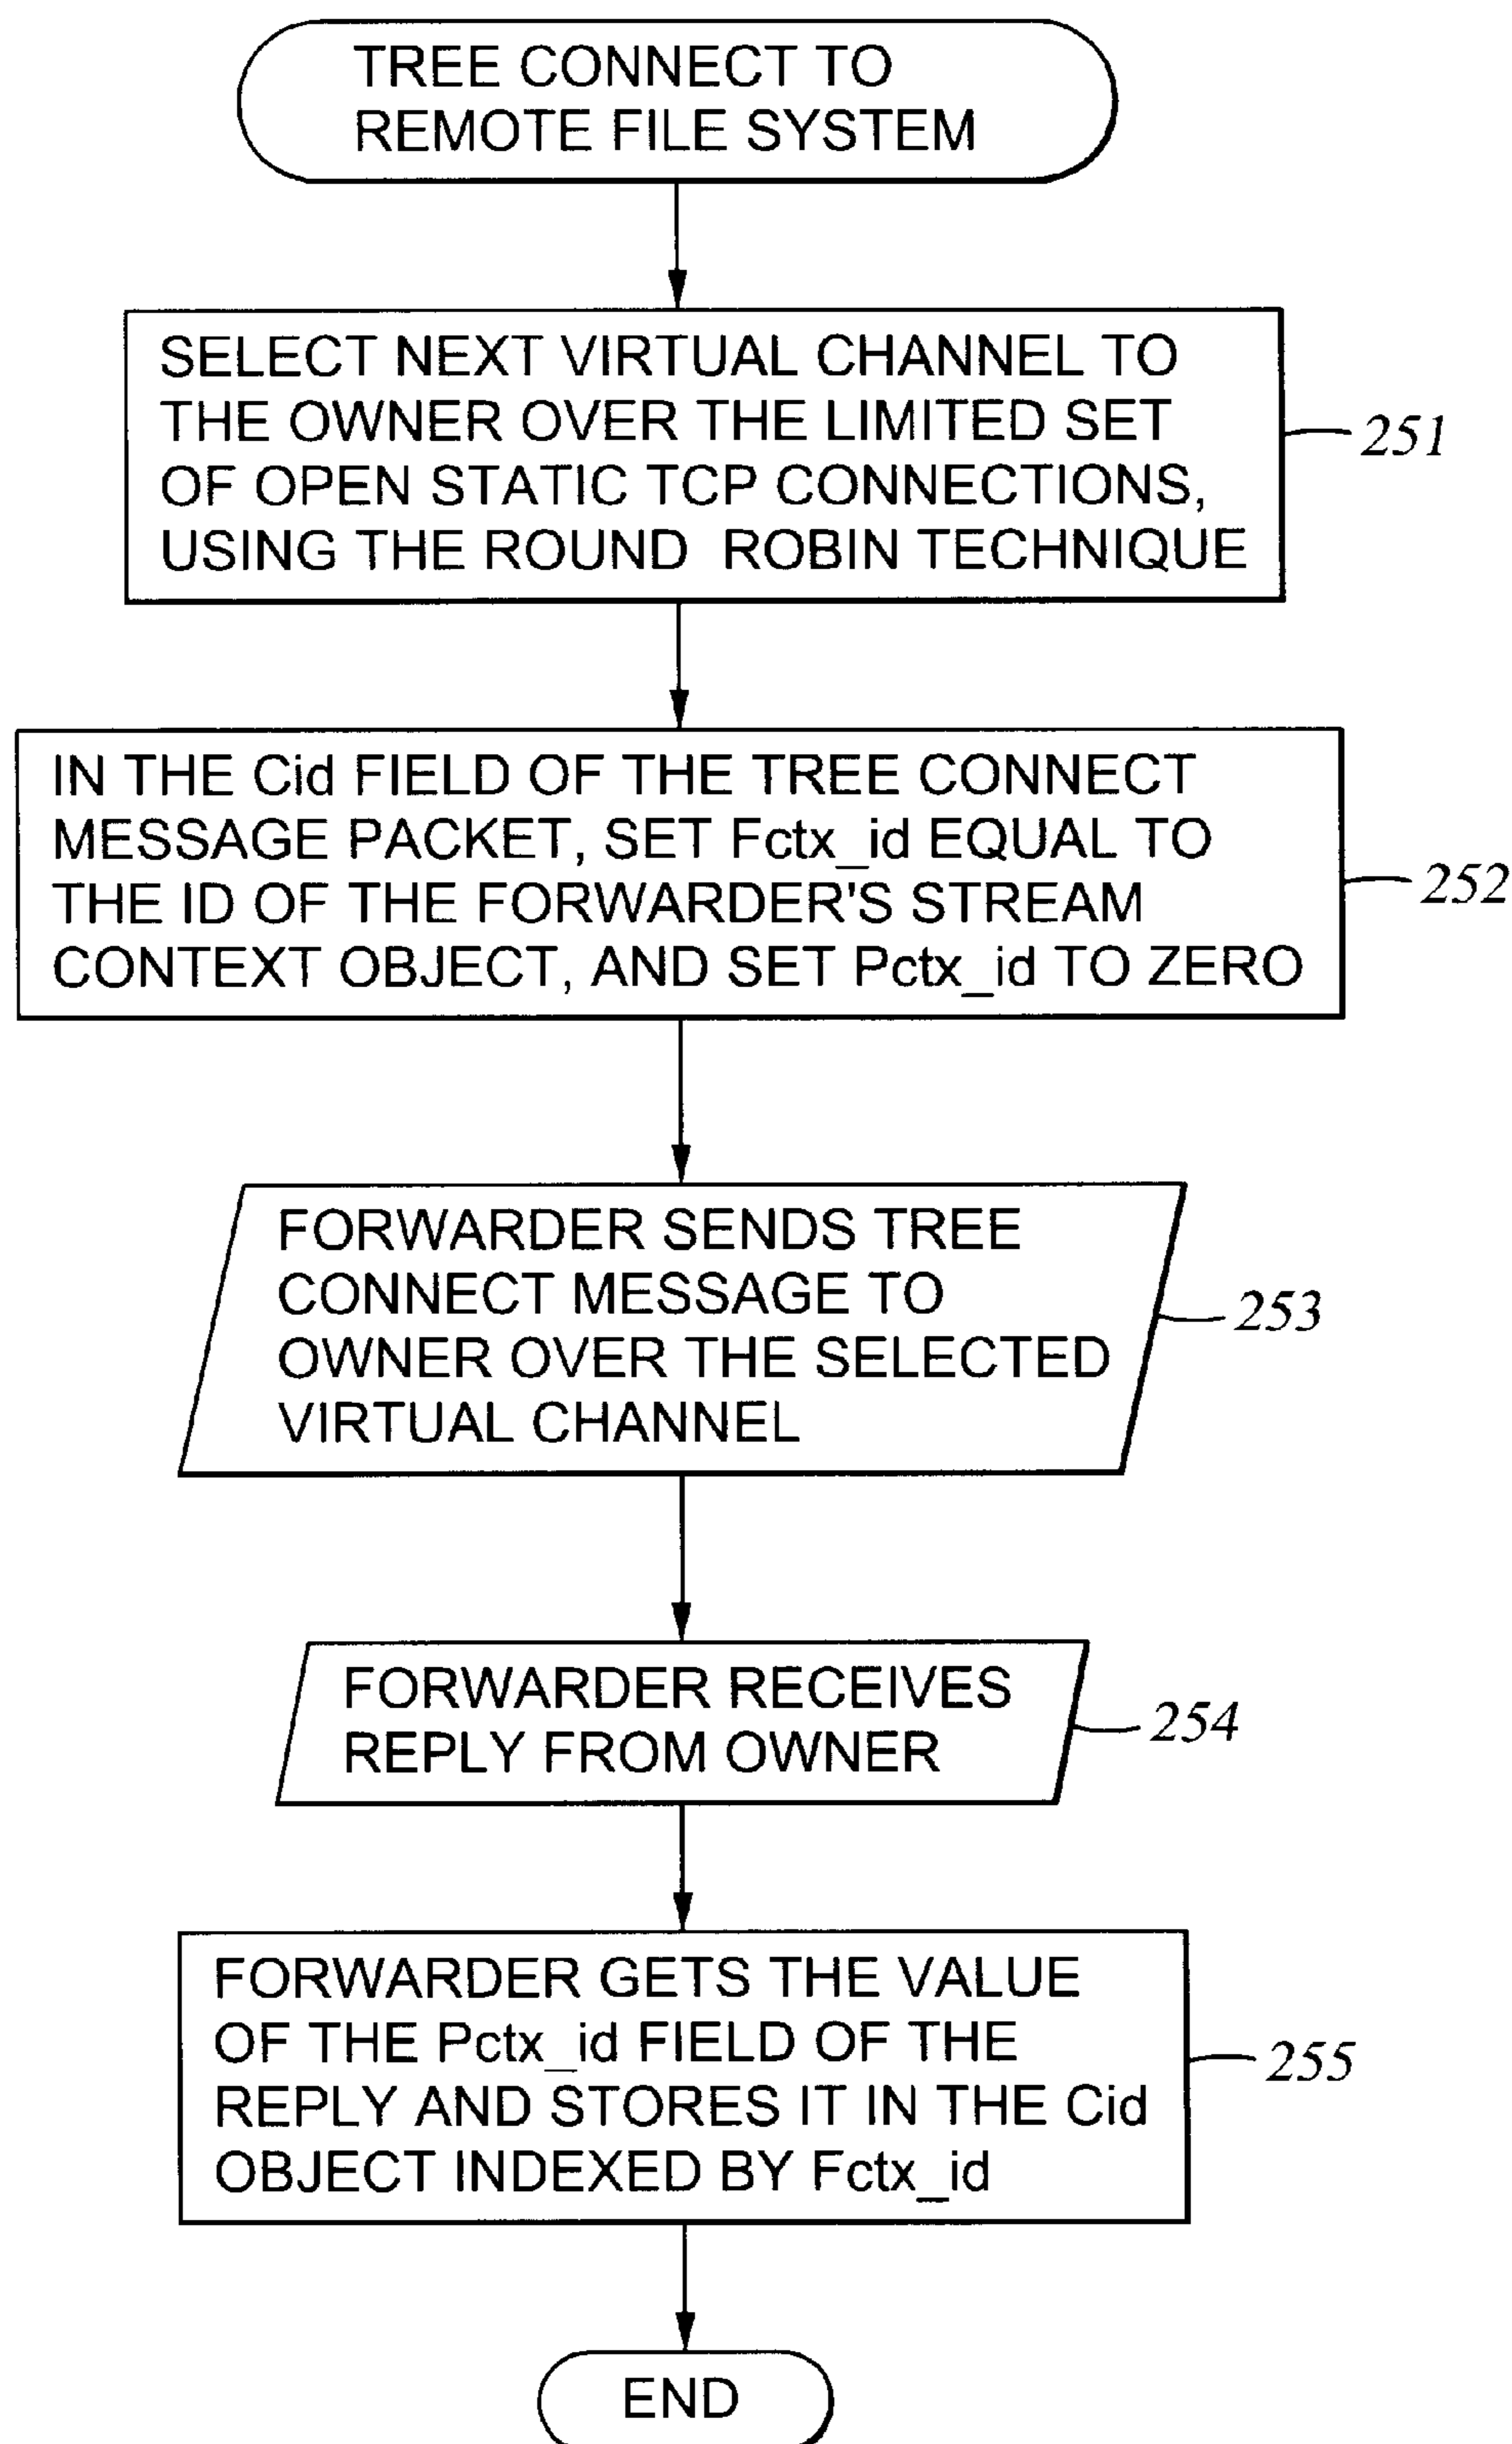 TREE CONNECT TO
REMOTE FILE SYSTEM
SELECT NEXT VIRTUAL CHANNEL TO
THE OWNER OVER THE LIMITED SET
OF OPEN STATIC TCP CONNECTIONS,
USING THE ROUND ROBIN TECHNIQUE
251
IN THE Cid FIELD OF THE TREE CONNECT
MESSAGE PACKET, SET Fctx_id EQUAL TO
THE ID OF THE FORWARDER'S STREAM
CONTEXT OBJECT, AND SET Pctx_id TO ZERO
252
FORWARDER SENDS TREE
CONNECT MESSAGE TO
OWNER OVER THE SELECTED
VIRTUAL CHANNEL
253
FORWARDER RECEIVES
REPLY FROM OWNER
254
FORWARDER GETS THE VALUE
OF THE Pctx_id FIELD OF THE
REPLY AND STORES IT IN THE Cid
OBJECT INDEXED BY Fctx_id
255
END